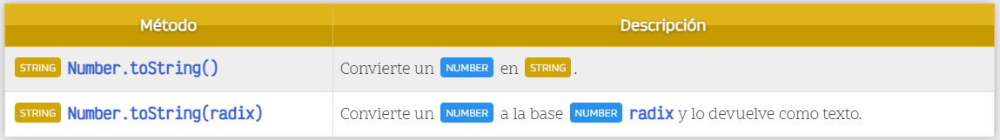 Método Descripción
STRING Number.toString() Convierte un NUMBER en STRING.
STRING Number.toString(radix) Convierte un NUMBER a la base NUMBER radix y lo devuelve como texto.